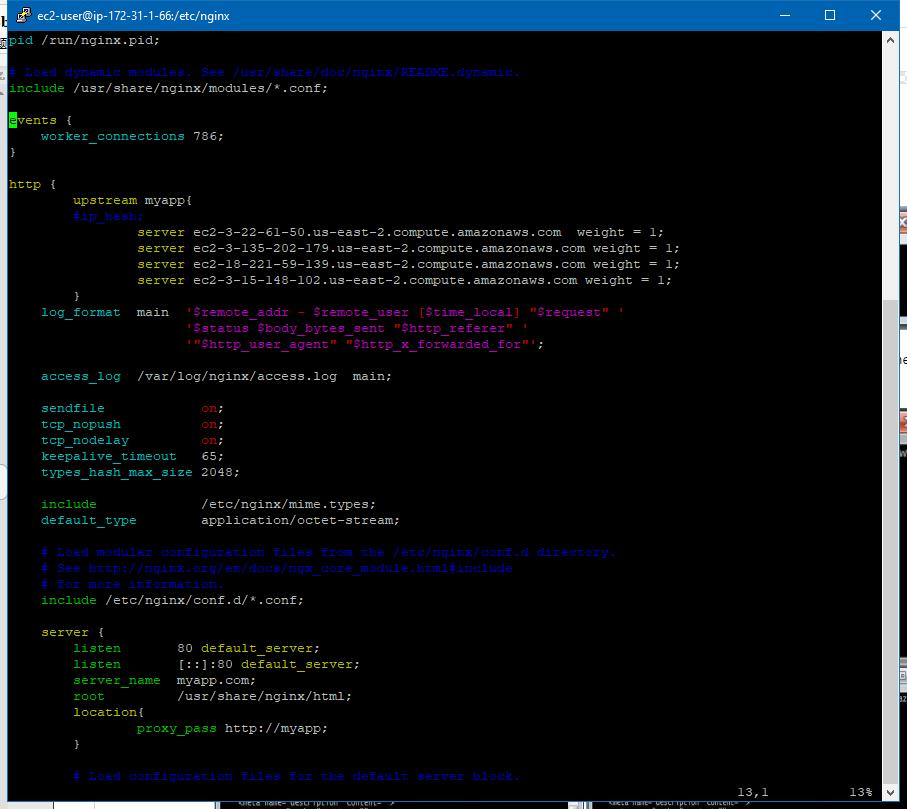 ec2-user@ip-172-31-1-66:/etc/nginx
pid /run/nginx.pid;
# Load dynamic modules. See /usr/share/doc/nginx/README.dynamic.
include /usr/share/nginx/modules/*.conf;
events {
worker_connections 786;
}
http {
upstream myapp{
#ip_hash;
server ec2-3-22-61-50.us-east-2.compute.amazonaws.com  weight = 1;
server ec2-3-135-202-179.us-east-2.compute.amazonaws.com weight = 1;
server ec2-18-221-59-139.us-east-2.compute.amazonaws.com weight = 1;
server ec2-3-15-148-102.us-east-2.compute.amazonaws.com weight = 1;
}
log_format  main  '$remote_addr - $remote_user [$time_local] "$request" '
'$status $body_bytes_sent "$http_referer" '
'"$http_user_agent" "$http_x_forwarded_for"';
access_log  /var/log/nginx/access.log  main;
sendfile            on;
tcp_nopush          on;
tcp_nodelay         on;
keepalive_timeout   65;
types_hash_max_size 2048;
include             /etc/nginx/mime.types;
default_type        application/octet-stream;
# Load modular configuration files from the /etc/nginx/conf.d directory.
# See http://nginx.org/en/docs/ngx_core_module.html#include
# for more information.
include /etc/nginx/conf.d/*.conf;
server {
listen       80 default_server;
listen       [::]:80 default_server;
server_name  myapp.com;
root         /usr/share/nginx/html;
location{
proxy_pass http://myapp;
}
# Load configuration files for the default server block.
13,1          13%